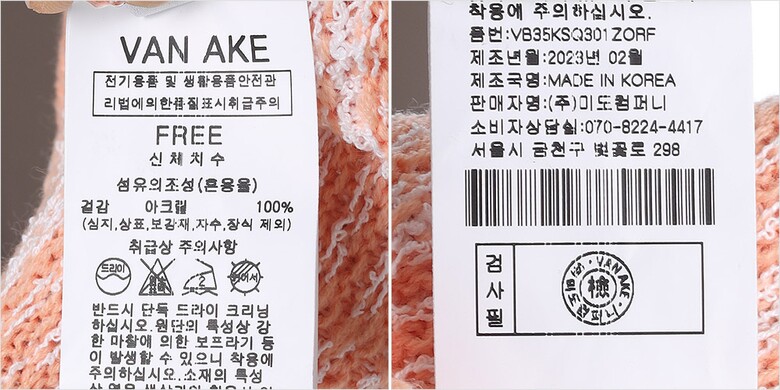 VAN AKE
전기용품 및 생활용품안전관
리법에의한품질표시취급주의
FREE
신체치수
섬유의조성(혼용율)
겉감 아크릴 100%
(심지,상표,보강재,자수,장식 제외)
취급상 주의사항
드라이
반드시 단독 드라이 크리닝
하십시오.원단의 특성상 강
한 마찰에 의한 보프라기 등
이 발생할 수 있으니 착용에
주의하십시오..소재의 특성
착용에 주의하십시오.
품번:VB35KSQ301ZORF
제조년월:2023년 02월
제조국명:MADE IN KOREA
판매자명:(주)미도컴퍼니
소비자상담실:070-8224-4417
서울시 금천구 벚꽃로 298
검사필
VAN AKE
檢